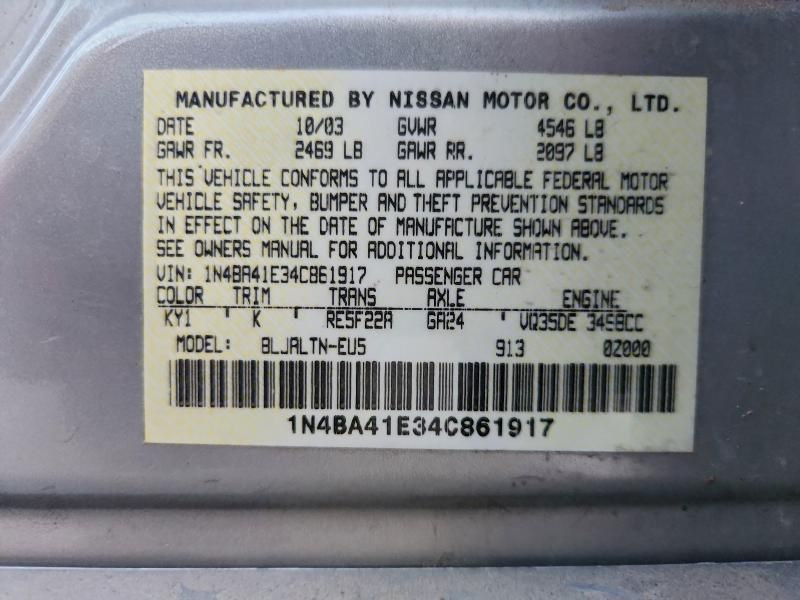 MANUFACTURED BY NISSAN MOTOR CO., LTD.
DATE 10/03 GVWR 4546 LB
GAWR FR. 2469 LB GAWR RR. 2097 LB
THIS VEHICLE CONFORMS TO ALL APPLICABLE FEDERAL MOTOR
VEHICLE SAFETY, BUMPER AND THEFT PREVENTION STANDARDS
IN EFFECT ON THE DATE OF MANUFACTURE SHOWN ABOVE.
SEE OWNERS MANUAL FOR ADDITIONAL INFORMATION.
VIN: 1N4BA41E34C861917 PASSENGER CAR
COLOR TRIM TRANS AXLE ENGINE
KY1 ' K RE5F22A GA24 VQ35DE 3498CC
MODEL: BLJALTN-EU5 913 0Z000
1N4BA41E34C861917